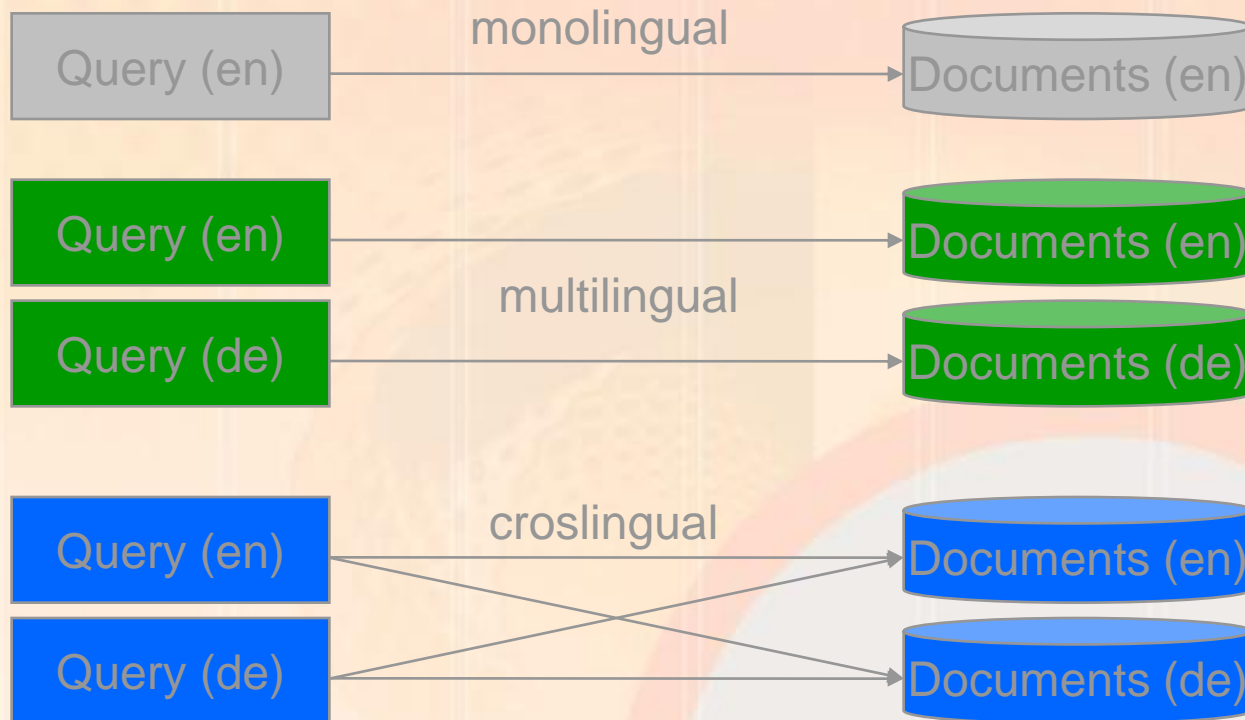 monolingual
Query (en)
Documents (en)
Query (en)
Documents (en)
multilingual
Query (de)
Documents (de)
croslingual
Query (en)
Documents (en)
Query (de)
Documents (de)